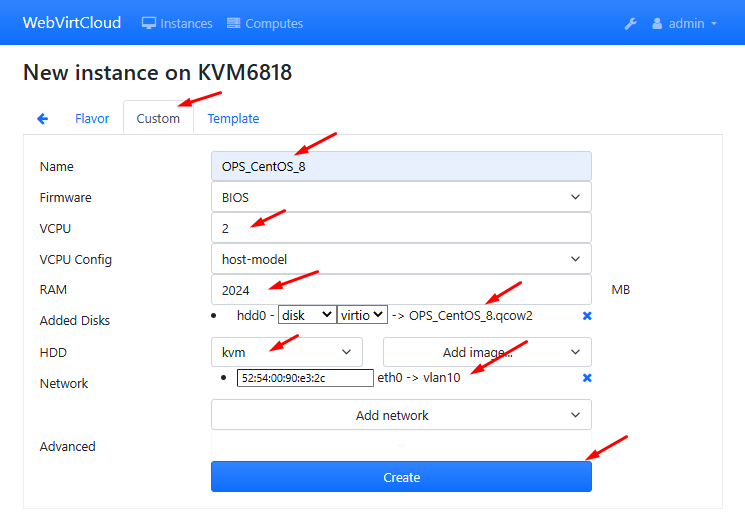 WebVirtCloud Instances Computes admin
New instance on KVM6818
Flavor Custom Template
Name OPS_CentOS_8
Firmware BIOS
VCPU 2
VCPU Config host-model
RAM 2024 MB
Added Disks hdd0 - disk virtio -> OPS_CentOS_8.qcow2
HDD kvm Add image...
Network 52:54:00:90:e3:2c eth0 -> vlan10
Add network
Advanced
Create